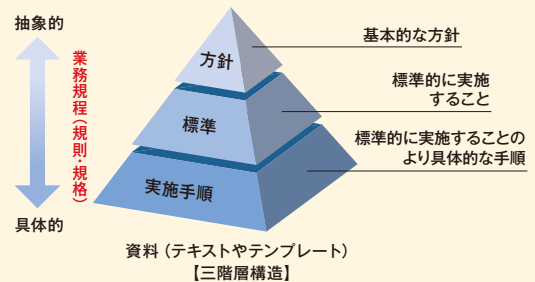 抽象的
業務規程（規則・規格）
具体的
方針
標準
実施手順
基本的な方針
標準的に実施
すること
標準的に実施することの
より具体的な手順
資料（テキストやテンプレート）
【三階層構造】